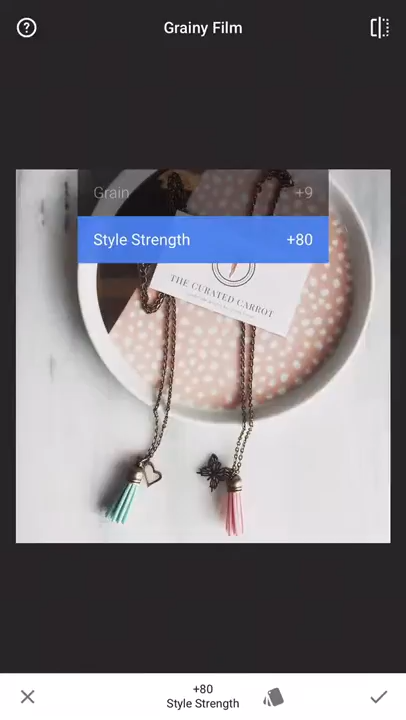 Grainy Film
Grain +9
Style Strength +80
THE CURATED CARROT
+80
Style Strength